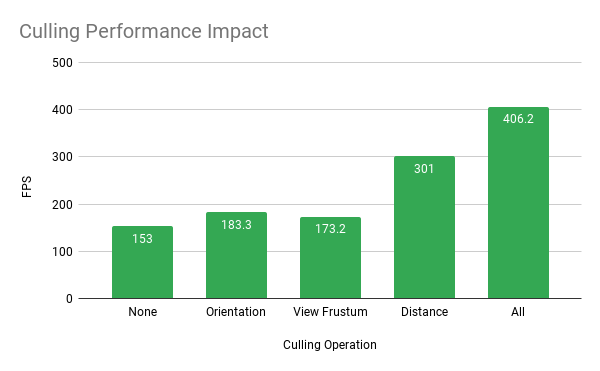 Culling Performance Impact
500
400
300
200
100
0
FPS
153
183.3
173.2
301
406.2
None
Orientation
View Frustum
Distance
All
Culling Operation